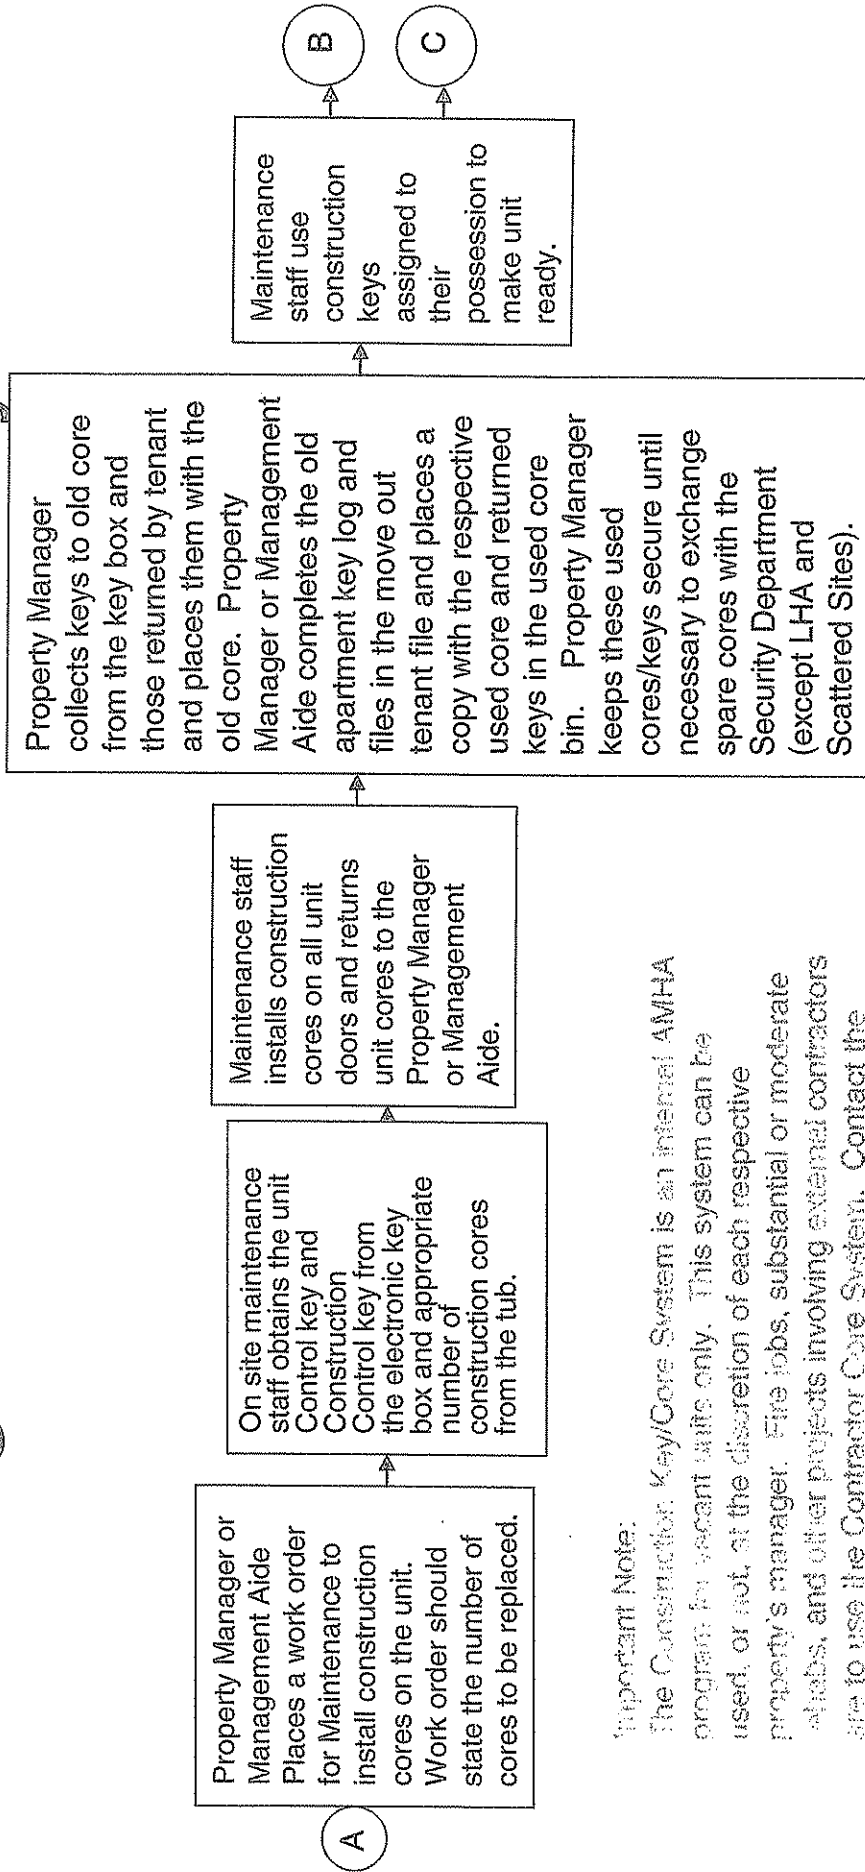 A
Property Manager or
Management Aide
Places a work order
for Maintenance to
install construction
cores on the unit.
Work order should
state the number of
cores to be replaced.
On site maintenance
staff obtains the unit
Control key and
Construction
Control key from
the electronic key
box and appropriate
number of
construction cores
from the tub.
Maintenance staff
installs construction
cores on all unit
doors and returns
unit cores to the
Property Manager
or Management
Aide.
Property Manager
collects keys to old core
from the key box and
those returned by tenant
and places them with the
old core. Property
Manager or Management
Aide completes the old
apartment key log and
files in the move out
tenant file and places a
copy with the respective
used core and returned
keys in the used core
bin. Property Manager
keeps these used
cores/keys secure until
necessary to exchange
spare cores with the
Security Department
(except LHA and
Scattered Sites).
Maintenance
staff use
construction
keys
assigned to
their
possession to
make unit
ready.
B
C
Important Note:
The Construction Key/Core System is an internal AMHA
program for vacant units only. This system can be
used, or not, at the discretion of each respective
property's manager. Fire jobs, substantial or moderate
rehabs, and other projects involving external contractors
are to use the Contractor Core System. Contact the